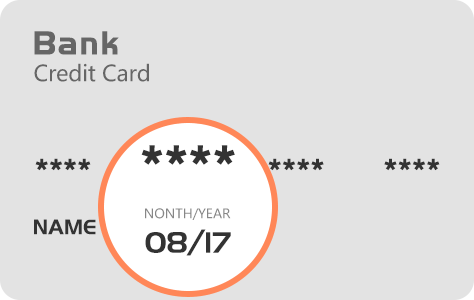 Bank
Credit Card
**** **** **** ****
NONTH/YEAR
NAME
08/17